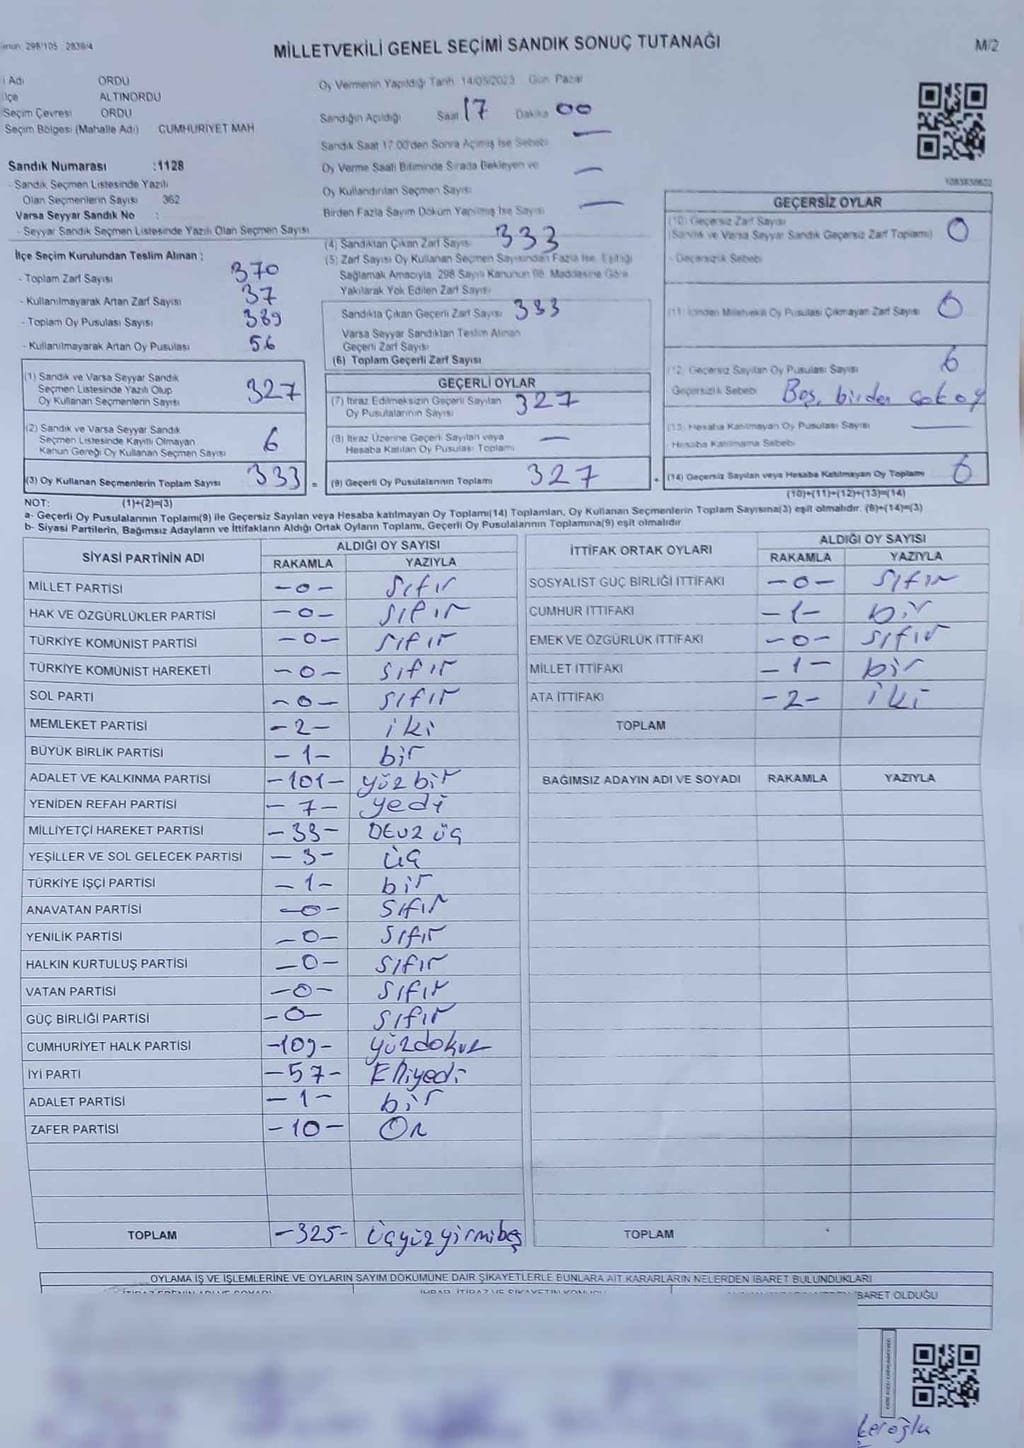 MİLLETVEKİLİ GENEL SEÇİMİ SANDIK SONUÇ TUTANAĞI
M/2
298/105 2839/4
Adı ORDU
ALTINORDU
Seçim Çevresi ORDU
Seçim Bölgesi (Mahalle Adı) CUMHURIYET MAH
Sandık Numarası :1128
- Sandık Seçmen Listesinde Yazılı
Olan Seçmenlerin Sayısı 362
Varsa Seyyar Sandık No :
- Seyyar Sandık Seçmen Listesinde Yazılı Olan Seçmen Sayısı
İlçe Seçim Kurulundan Teslim Alınan ;
- Toplam Zarf Sayısı 370
- Kullanılmayarak Artan Zarf Sayısı 37
- Toplam Oy Pusulası Sayısı 389
- Kullanılmayarak Artan Oy Pusulası 56
(1) Sandık ve Varsa Seyyar Sandık
Seçmen Listesinde Yazılı Olup
Oy Kullanan Seçmenlerin Sayısı 327
(2) Sandık ve Varsa Seyyar Sandık
Seçmen Listesinde Kayıtlı Olmayan
Kanun Gereği Oy Kullanan Seçmen Sayısı 6
(3) Oy Kullanan Seçmenlerin Toplam Sayısı 333 =
Oy Vermenin Yapıldığı Tarih 14/05/2023 Gün Pazar
Sandığın Açıldığı Saat 17 Dakika 00
Sandık Saat 17.00'den Sonra Açılmış İse Sebebi —
Oy Verme Saati Bitiminde Sırada Bekleyen ve
Oy Kullandırılan Seçmen Sayısı —
Birden Fazla Sayım Döküm Yapılmış İse Sayısı —
(4) Sandıktan Çıkan Zarf Sayısı 333
(5) Zarf Sayısı Oy Kullanan Seçmen Sayısından Fazla İse, Eşitliği
Sağlamak Amacıyla, 298 Sayılı Kanunun 98. Maddesine Göre
Yakılarak Yok Edilen Zarf Sayısı
Sandıkta Çıkan Geçerli Zarf Sayısı 333
Varsa Seyyar Sandıktan Teslim Alınan
Geçerli Zarf Sayısı
(6) Toplam Geçerli Zarf Sayısı
GEÇERLİ OYLAR
(7) İtiraz Edilmeksizin Geçerli Sayılan
Oy Pusulalarının Sayısı 327
(8) İtiraz Üzerine Geçerli Sayılan veya
Hesaba Katılan Oy Pusulası Toplamı —
(9) Geçerli Oy Pusulalarının Toplamı 327 +
GEÇERSİZ OYLAR
(10) Geçersiz Zarf Sayısı
(Sandık ve Varsa Seyyar Sandık Geçersiz Zarf Toplamı) 0
- Geçersizlik Sebebi
(11) İçinden Milletvekili Oy Pusulası Çıkmayan Zarf Sayısı 0
(12) Geçersiz Sayılan Oy Pusulası Sayısı 6
Geçersizlik Sebebi Boş, birden çok oy
(13) Hesaba Katılmayan Oy Pusulası Sayısı —
Hesaba Katılmama Sebebi
(14) Geçersiz Sayılan veya Hesaba Katılmayan Oy Toplamı 6
(10)+(11)+(12)+(13)=(14)
NOT: (1)+(2)=(3)
a- Geçerli Oy Pusulalarının Toplamı(9) ile Geçersiz Sayılan veya Hesaba katılmayan Oy Toplamı(14) Toplamları, Oy Kullanan Seçmenlerin Toplam Sayısına(3) eşit olmalıdır. (9)+(14)=(3)
b- Siyasi Partilerin, Bağımsız Adayların ve İttifakların Aldığı Ortak Oyların Toplamı, Geçerli Oy Pusulalarının Toplamına(9) eşit olmalıdır
SİYASİ PARTİNİN ADI ALDIĞI OY SAYISI
RAKAMLA YAZIYLA
MİLLET PARTİSİ -0- Sıfır
HAK VE ÖZGÜRLÜKLER PARTİSİ -0- Sıfır
TÜRKİYE KOMÜNİST PARTİSİ -0- Sıfır
TÜRKİYE KOMÜNİST HAREKETİ -0- Sıfır
SOL PARTİ -0- Sıfır
MEMLEKET PARTİSİ -2- iki
BÜYÜK BİRLİK PARTİSİ -1- bir
ADALET VE KALKINMA PARTİSİ -101- yüz bir
YENİDEN REFAH PARTİSİ -7- yedi
MİLLİYETÇİ HAREKET PARTİSİ -33- OTUZ üç
YEŞİLLER VE SOL GELECEK PARTİSİ -3- üç
TÜRKİYE İŞÇİ PARTİSİ -1- bir
ANAVATAN PARTİSİ -0- Sıfır
YENİLİK PARTİSİ -0- Sıfır
HALKIN KURTULUŞ PARTİSİ -0- Sıfır
VATAN PARTİSİ -0- Sıfır
GÜÇ BİRLİĞİ PARTİSİ -0- Sıfır
CUMHURİYET HALK PARTİSİ -109- yüzdokuz
İYİ PARTİ -57- Elliyedi
ADALET PARTİSİ -1- bir
ZAFER PARTİSİ -10- On
TOPLAM -325- Üçyüzyirmibeş
İTTİFAK ORTAK OYLARI ALDIĞI OY SAYISI
RAKAMLA YAZIYLA
SOSYALİST GÜÇ BİRLİĞİ İTTİFAKI -0- Sıfır
CUMHUR İTTİFAKI -1- bir
EMEK VE ÖZGÜRLÜK İTTİFAKI -0- Sıfır
MİLLET İTTİFAKI -1- bir
ATA İTTİFAKI -2- iki
TOPLAM
BAĞIMSIZ ADAYIN ADI VE SOYADI RAKAMLA YAZIYLA
TOPLAM
OYLAMA İŞ VE İŞLEMLERİNE VE OYLARIN SAYIM DÖKÜMÜNE DAİR ŞİKAYETLERLE BUNLARA AİT KARARLARIN NELERDEN İBARET BULUNDUKLARI
İBARET OLDUĞU